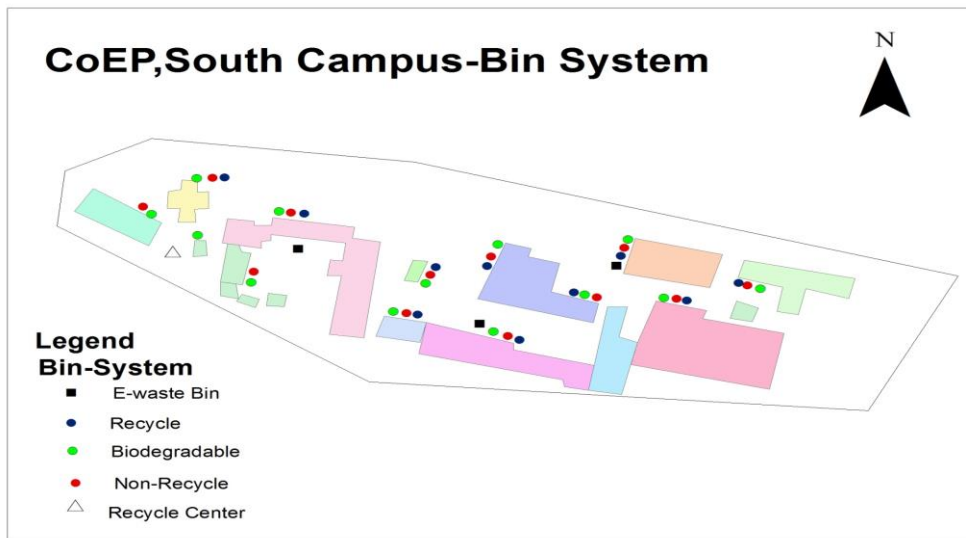 CoEP,South Campus-Bin System
N
Legend
Bin-System
E-waste Bin
Recycle
Biodegradable
Non-Recycle
Recycle Center